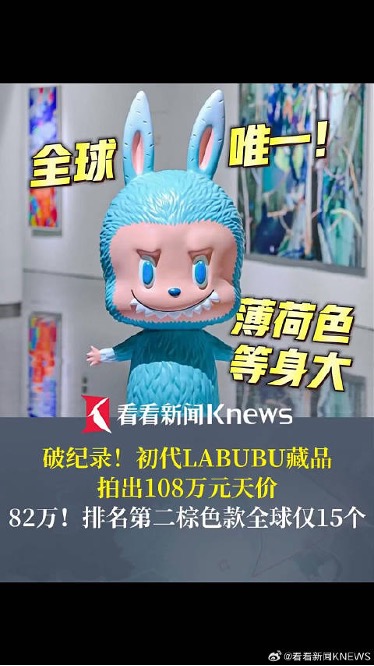 全球 唯一！
薄荷色
等身大
看看新闻Knews
破纪录！初代LABUBU藏品
拍出108万元天价
82万！排名第二棕色款全球仅15个
@看看新闻KNEWS